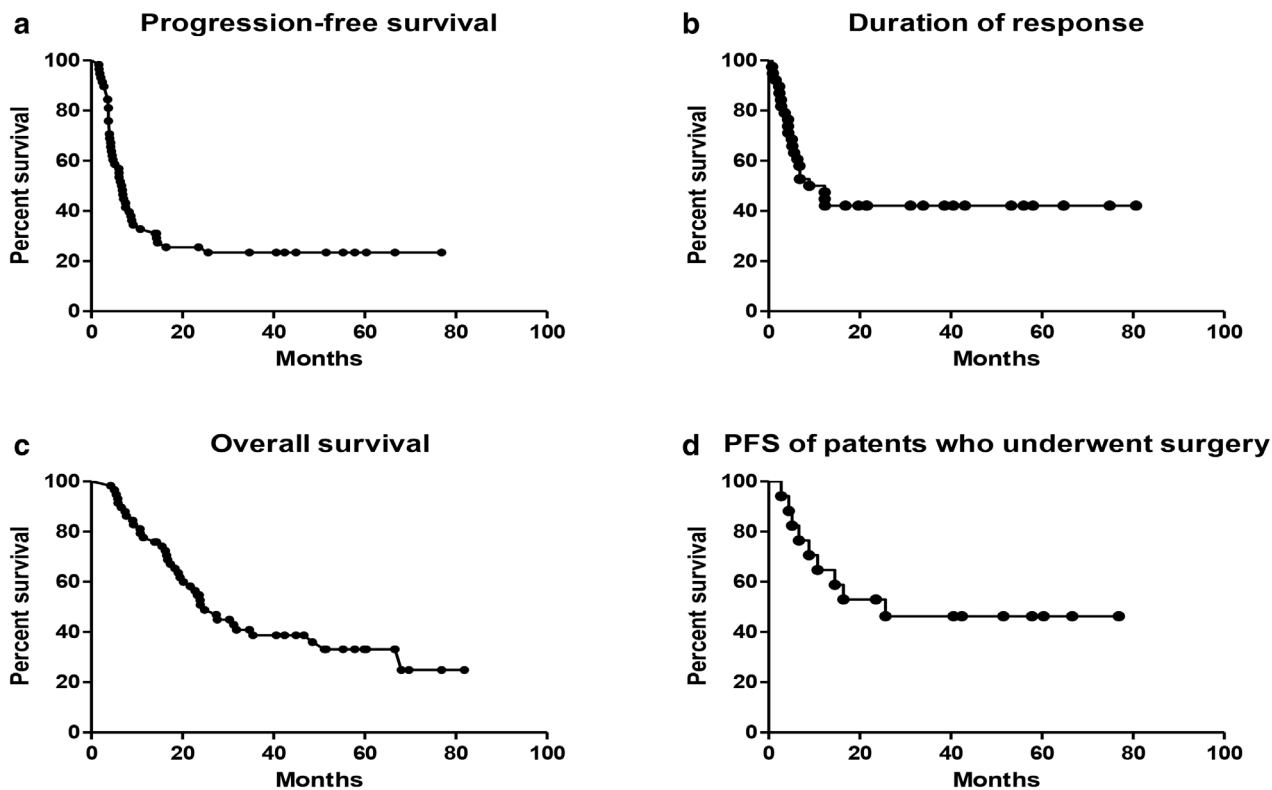 a Progression-free survival
Percent survival
100
80
60
40
20
0
0 20 40 60 80 100
Months
b Duration of response
Percent survival
100
80
60
40
20
0
0 20 40 60 80 100
Months
c Overall survival
Percent survival
100
80
60
40
20
0
0 20 40 60 80 100
Months
d PFS of patents who underwent surgery
Percent survival
100
80
60
40
20
0
0 20 40 60 80 100
Months